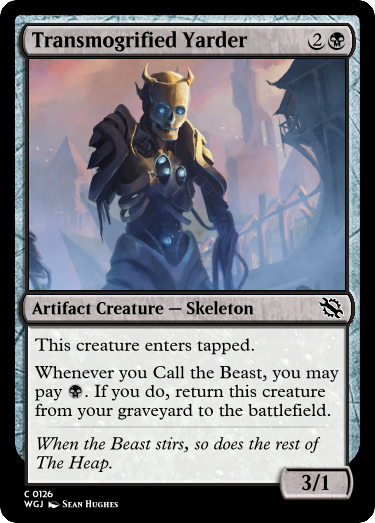 Transmogrified Yarder 2
Artifact Creature — Skeleton
This creature enters tapped.
Whenever you Call the Beast, you may
pay . If you do, return this creature
from your graveyard to the battlefield.
When the Beast stirs, so does the rest of
The Heap.
3/1
C 0126
WGJ Sean Hughes